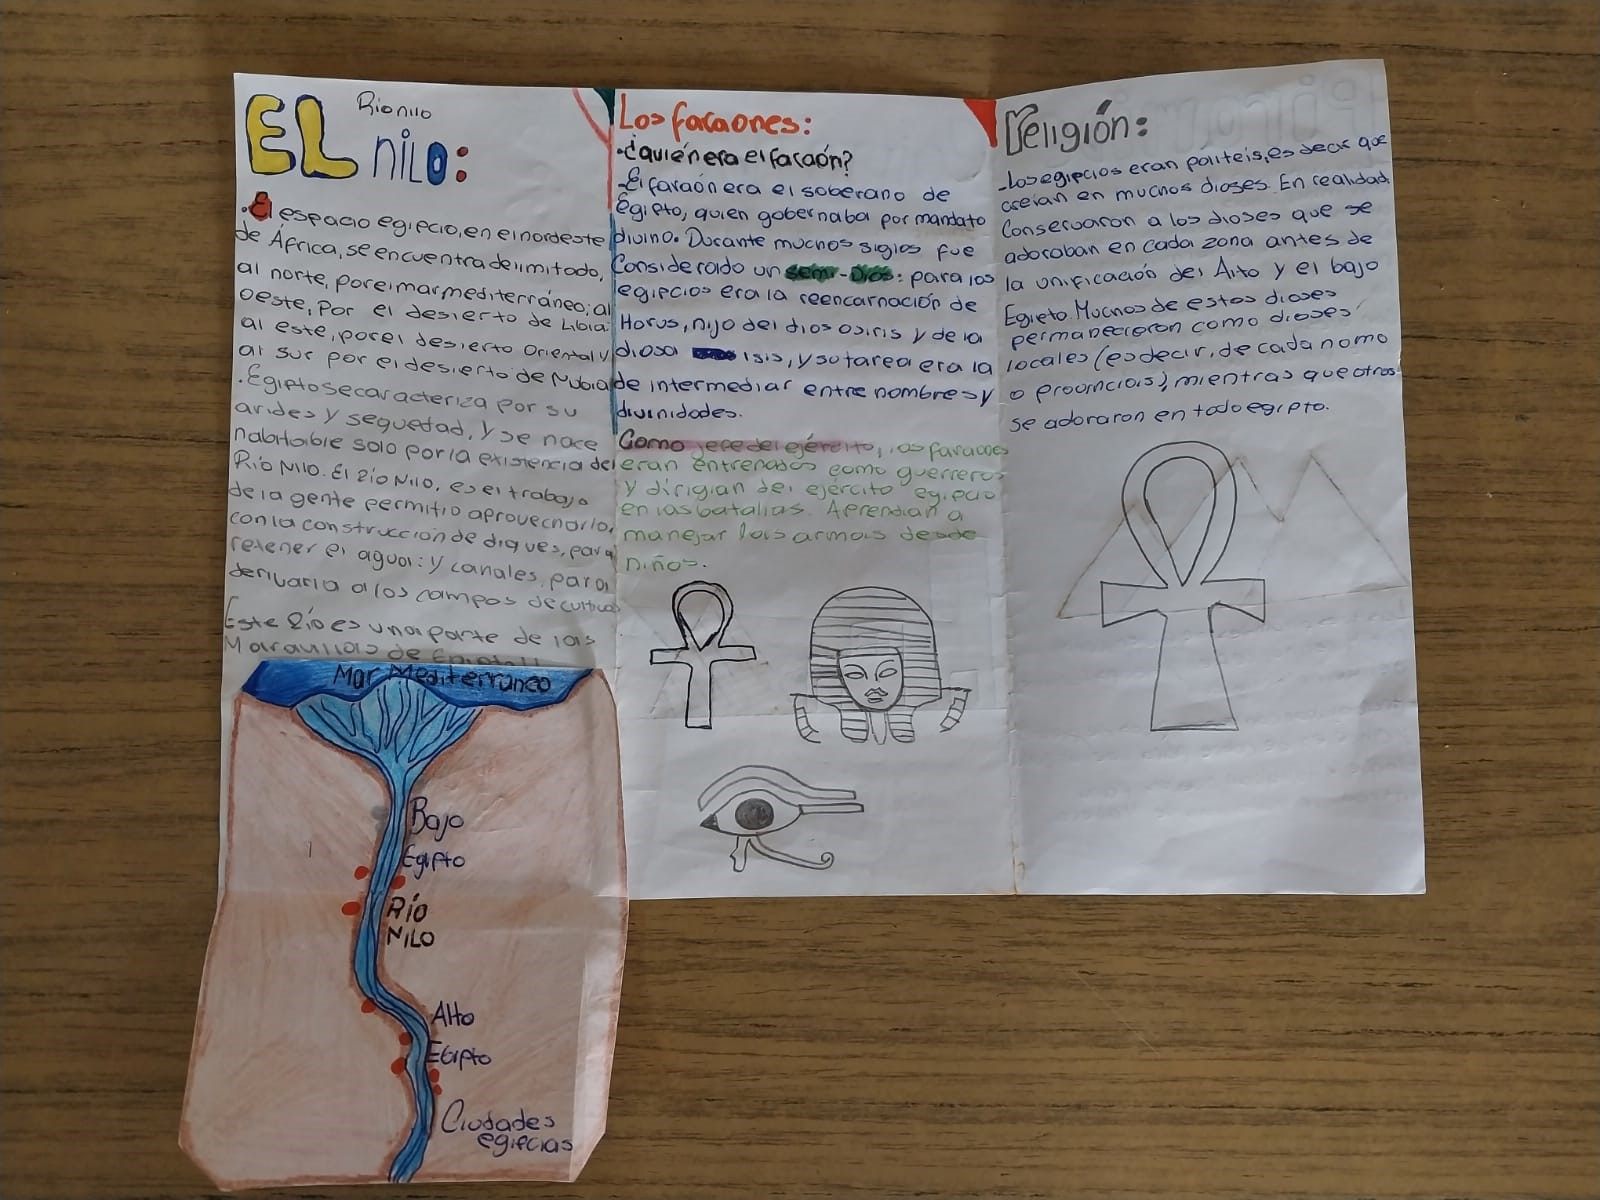 EL Río nilo
nilo:
•El espacio egipcio, en el nordeste
de África, se encuentra delimitado,
al norte, por el mar mediterráneo; al
oeste, Por el desierto de Libia.
al este, por el desierto Oriental y
al sur por el desierto de Nubia
•Egipto se caracteriza por su
arides y sequedad, y se hace
habitable solo por la existencia del
Río Nilo. El Río Nilo, es el trabajo
de la gente permitio aprovecharlo,
con la construcción de diques, para
retener el agua: y canales, para
derivarla a los campos de cultivos
Este Río es una parte de las
Maravillas de
Mar Mediterraneo
Bajo
Egipto
Río
NILO
Alto
EGIPto
Ciudades
egipcias
Los faraones:
•¿quién era el faraón?
-El faraón era el soberano de
Egipto, quien gobernaba por mandato
divino. Durante muchos siglos fue
Considerado un semi-Dios: para los
egipcios era la reencarnación de
Horus, hijo del dios osiris y de la
diosa isis, y su tarea era la
de intermediar entre hombres y
divinidades.
Como jefe del ejército, los faraones
eran entrenados como guerreros
y dirigian del ejército egipcio
en las batallas. Aprendian a
manejar las armas desde
niños.
Religión:
-Los egipcios eran politeis, es decir que
creian en muchos dioses. En realidad,
Conservaron a los dioses que se
adoraban en cada zona antes de
la unificación del Alto y el bajo
Egipto. Muchos de estos dioses
permanecieron como dioses
locales (es decir, de cada nomo
o provincias), mientras que otros
se adoraron en todo egipto.